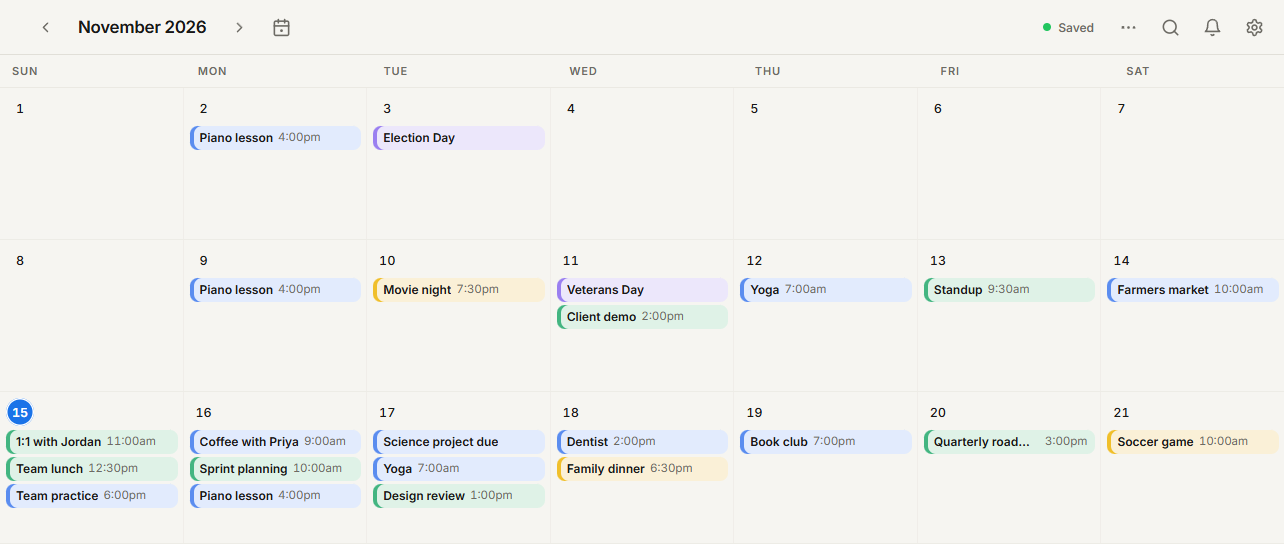 November 2026
Saved
SUN MON TUE WED THU FRI SAT
1 2 3 4 5 6 7
Piano lesson 4:00pm
Election Day
8 9 10 11 12 13 14
Piano lesson 4:00pm
Movie night 7:30pm
Veterans Day
Client demo 2:00pm
Yoga 7:00am
Standup 9:30am
Farmers market 10:00am
15 16 17 18 19 20 21
1:1 with Jordan 11:00am
Team lunch 12:30pm
Team practice 6:00pm
Coffee with Priya 9:00am
Sprint planning 10:00am
Piano lesson 4:00pm
Science project due
Yoga 7:00am
Design review 1:00pm
Dentist 2:00pm
Family dinner 6:30pm
Book club 7:00pm
Quarterly road... 3:00pm
Soccer game 10:00am